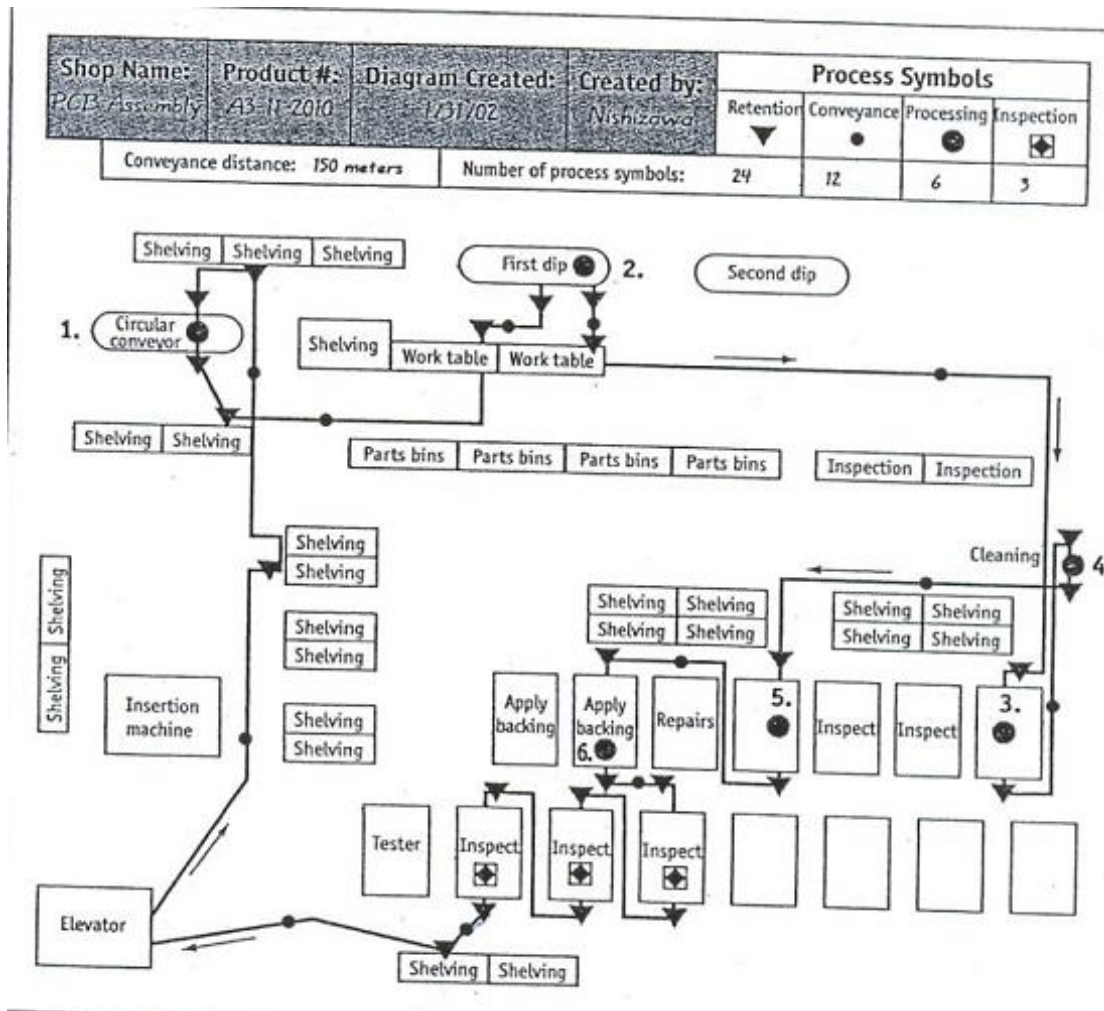 Shop Name: Product #: Diagram Created: Created by: Process Symbols
PCB Assembly A3-11-2010 1/31/02 Nishizawa
Retention Conveyance Processing Inspection
Conveyance distance: 150 meters Number of process symbols: 24 12 6 3
Shelving Shelving Shelving
First dip 2.
Second dip
1. Circular
conveyor
Shelving
Work table Work table
Shelving Shelving
Parts bins Parts bins Parts bins Parts bins
Inspection Inspection
Shelving
Shelving
Cleaning 4
Shelving Shelving
Shelving Shelving
Shelving Shelving
Shelving Shelving
Shelving
Shelving
Shelving Shelving
Insertion
machine
Shelving
Shelving
Apply
backing
Apply
backing
6.
Repairs
5.
Inspect
Inspect
3.
Tester
Inspect
Inspect
Inspect
Elevator
Shelving Shelving